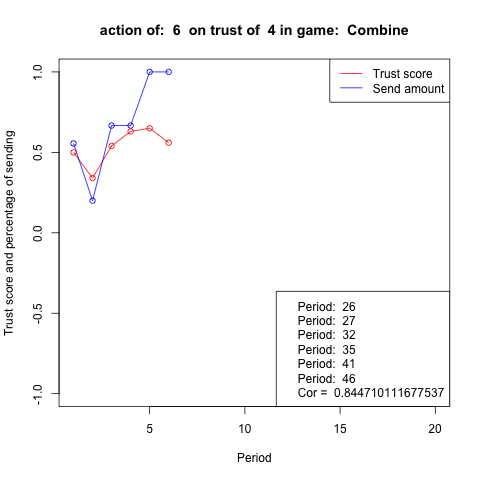 action of:  6  on trust of  4 in game:  Combine
Trust score
Send amount
1.0
0.5
0.0
-0.5
-1.0
Trust score and percentage of sending
Period:  26
Period:  27
Period:  32
Period:  35
Period:  41
Period:  46
Cor =  0.844710111677537
5 10 15 20
Period